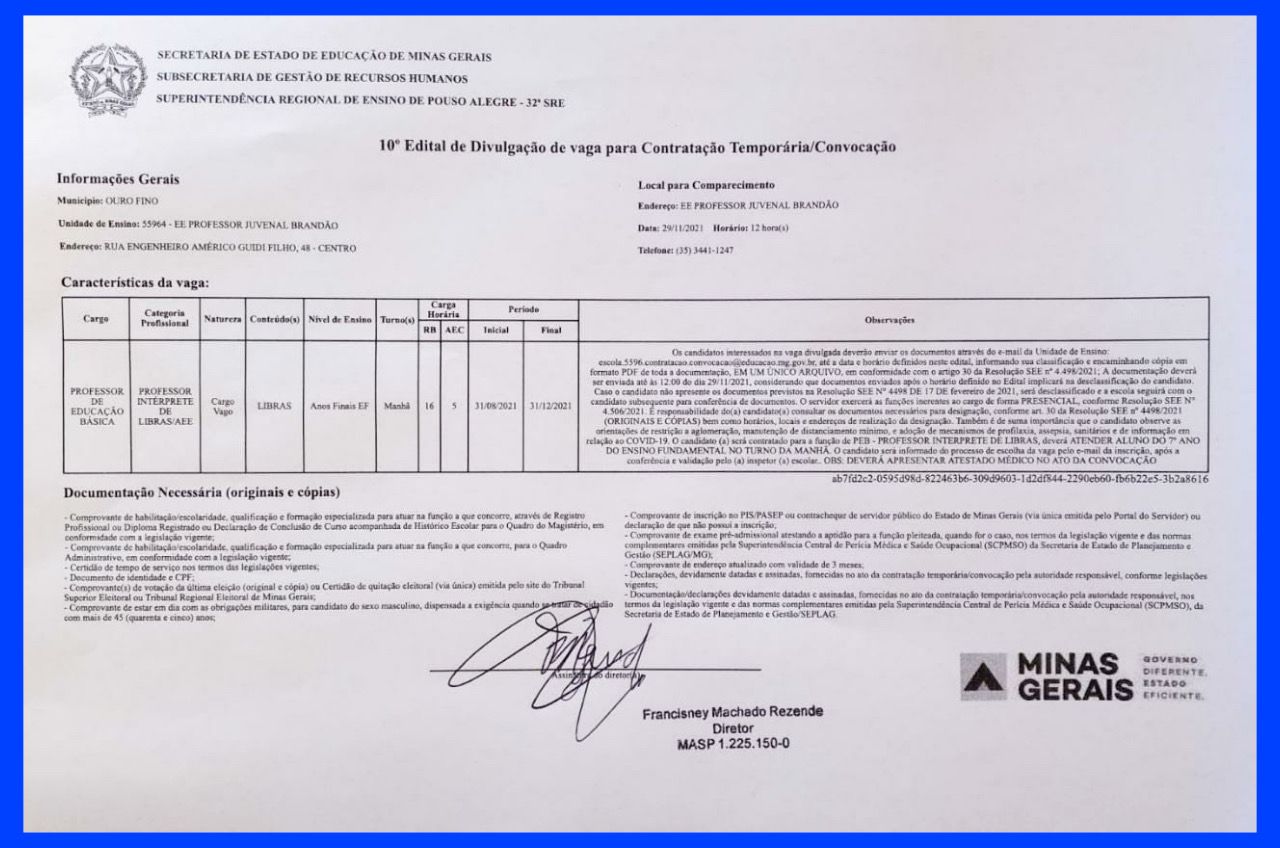 SECRETARIA DE ESTADO DE EDUCAÇÃO DE MINAS GERAIS
SUBSECRETARIA DE GESTÃO DE RECURSOS HUMANOS
SUPERINTENDÊNCIA REGIONAL DE ENSINO DE POUSO ALEGRE - 32ª SRE
10º Edital de Divulgação de vaga para Contratação Temporária/Convocação
Informações Gerais
Município: OURO FINO
Unidade de Ensino: 55964 - EE PROFESSOR JUVENAL BRANDÃO
Endereço: RUA ENGENHEIRO AMÉRICO GUIDI FILHO, 48 - CENTRO
Local para Comparecimento
Endereço: EE PROFESSOR JUVENAL BRANDÃO
Data: 29/11/2021 Horário: 12 hora(s)
Telefone: (35) 3441-1247
Características da vaga:
Cargo
Categoria
Profissional
Natureza
Conteúdo(s)
Nível de Ensino
Turno(s)
Carga
Horária
RB AEC
Período
Inicial Final
Observações
PROFESSOR
DE
EDUCAÇÃO
BÁSICA
PROFESSOR
INTÉRPRETE
DE
LIBRAS/AEE
Cargo
Vago
LIBRAS
Anos Finais EF
Manhã
16
5
31/08/2021
31/12/2021
Os candidatos interessados na vaga divulgada deverão enviar os documentos através do e-mail da Unidade de Ensino:
escola.5596.contratacao.convocacao@educacao.mg.gov.br, até a data e horário definidos neste edital, informando sua classificação e encaminhando cópia em
formato PDF de toda a documentação, EM UM ÚNICO ARQUIVO, em conformidade com o artigo 30 da Resolução SEE nº 4.498/2021; A documentação deverá
ser enviada até às 12:00 do dia 29/11/2021, considerando que documentos enviados após o horário definido no Edital implicará na desclassificação do candidato.
Caso o candidato não apresente os documentos previstos na Resolução SEE Nº 4498 DE 17 DE fevereiro de 2021, será desclassificado e a escola seguirá com o
candidato subsequente para conferência de documentos. O servidor exercerá as funções inerentes ao cargo de forma PRESENCIAL, conforme Resolução SEE Nº
4.506/2021. É responsabilidade do(a) candidato(a) consultar os documentos necessários para designação, conforme art. 30 da Resolução SEE nº 4498/2021
(ORIGINAIS E CÓPIAS) bem como horários, locais e endereços de realização da designação. Também é de suma importância que o candidato observe as
orientações de restrição a aglomeração, manutenção de distanciamento mínimo, e adoção de mecanismos de profilaxia, assepsia, sanitários e de informação em
relação ao COVID-19. O candidato (a) será contratado para a função de PEB - PROFESSOR INTERPRETE DE LIBRAS, deverá ATENDER ALUNO DO 7º ANO
DO ENSINO FUNDAMENTAL NO TURNO DA MANHÃ. O candidato será informado do processo de escolha da vaga pelo e-mail da inscrição, após a
conferência e validação pelo (a) inspetor (a) escolar.. OBS: DEVERÁ APRESENTAR ATESTADO MÉDICO NO ATO DA CONVOCAÇÃO
ab7fd2c2-0595d98d-822463b6-309d9603-1d2df844-2290eb60-fb6b22e5-3b2a8616
Documentação Necessária (originais e cópias)
- Comprovante de habilitação/escolaridade, qualificação e formação especializada para atuar na função a que concorre, através de Registro
Profissional ou Diploma Registrado ou Declaração de Conclusão de Curso acompanhada de Histórico Escolar para o Quadro do Magistério, em
conformidade com a legislação vigente;
- Comprovante de habilitação/escolaridade, qualificação e formação especializada para atuar na função a que concorre, para o Quadro
Administrativo, em conformidade com a legislação vigente;
- Certidão de tempo de serviço nos termos das legislações vigentes;
- Documento de identidade e CPF;
- Comprovante(s) de votação da última eleição (original e cópia) ou Certidão de quitação eleitoral (via única) emitida pelo site do Tribunal
Superior Eleitoral ou Tribunal Regional Eleitoral de Minas Gerais;
- Comprovante de estar em dia com as obrigações militares, para candidato do sexo masculino, dispensada a exigência quando se tratar de cidadão
com mais de 45 (quarenta e cinco) anos;
- Comprovante de inscrição no PIS/PASEP ou contracheque de servidor público do Estado de Minas Gerais (via única emitida pelo Portal do Servidor) ou
declaração de que não possui a inscrição;
- Comprovante de exame pré-admissional atestando a aptidão para a função pleiteada, quando for o caso, nos termos da legislação vigente e das normas
complementares emitidas pela Superintendência Central de Perícia Médica e Saúde Ocupacional (SCPMSO) da Secretaria de Estado de Planejamento e
Gestão (SEPLAG/MG);
- Comprovante de endereço atualizado com validade de 3 meses;
- Declarações, devidamente datadas e assinadas, fornecidas no ato da contratação temporária/convocação pela autoridade responsável, conforme legislações
vigentes;
- Documentação/declarações devidamente datadas e assinadas, fornecidas no ato da contratação temporária/convocação pela autoridade responsável, nos
termos da legislação vigente e das normas complementares emitidas pela Superintendência Central de Perícia Médica e Saúde Ocupacional (SCPMSO), da
Secretaria de Estado de Planejamento e Gestão/SEPLAG.
Assinatura do diretor(a)
Francisney Machado Rezende
Diretor
MASP 1.225.150-0
MINAS
GERAIS
GOVERNO
DIFERENTE.
ESTADO
EFICIENTE.